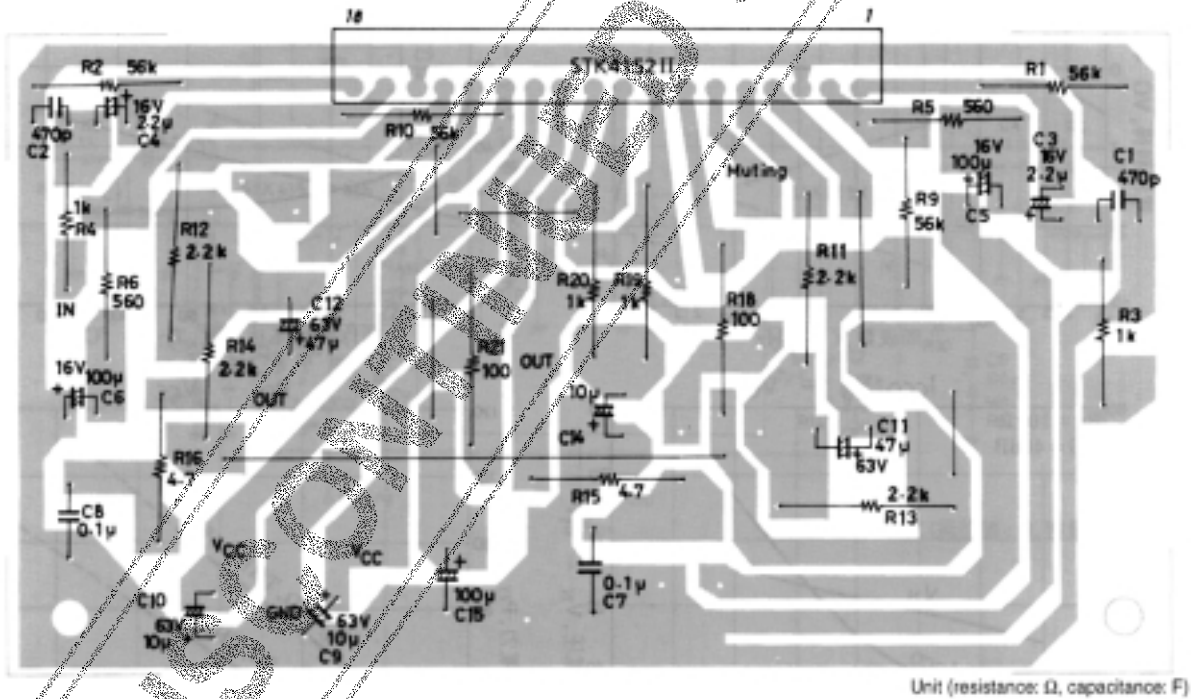 18
1
STK4152II
R2 56k
16V
2.2µ
C4
470p
C2
R10 56k
R1 56k
R5 560
16V
100µ
C5
C3
16V
2.2µ
C1
470p
Muting
1k
R4
R12
2.2k
R9
56k
R11
2.2k
R6
560
IN
C12
63V
47µ
R20
1k
R19
1k
R18
100
R3
1k
R14
2.2k
R21
100
OUT
OUT
16V
100µ
C6
10µ
C14
C11
47µ
63V
R16
4.7
R15 4.7
2.2k
R13
C8
0.1µ
VCC
VCC
C10
63V
10µ
GND
63V
10µ
C9
100µ
C15
0.1µ
C7
DISCONTINUED
Unit (resistance: Ω, capacitance: F)